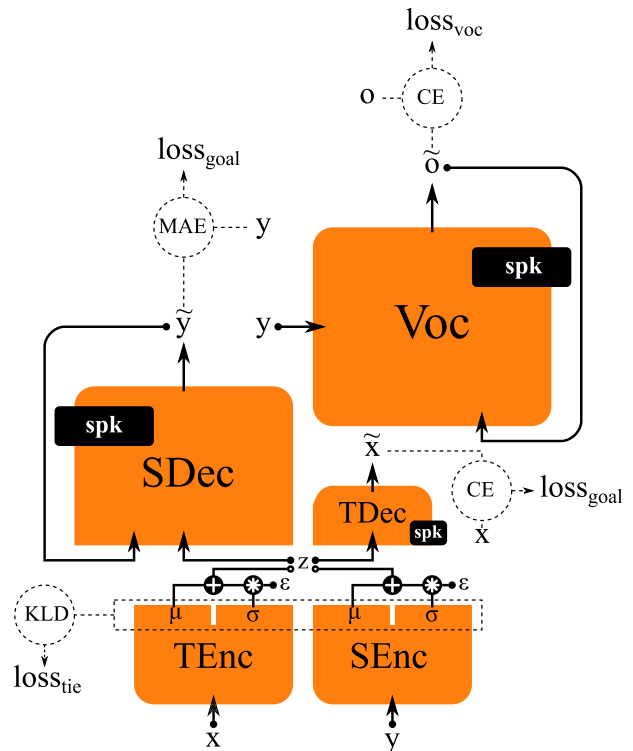 loss_voc
o
CE
õ
loss_goal
MAE
y
spk
ỹ
y
Voc
spk
x̃
SDec
CE
loss_goal
TDec
x
spk
z
ε
ε
KLD
μ
σ
μ
σ
TEnc
SEnc
loss_tie
x
y